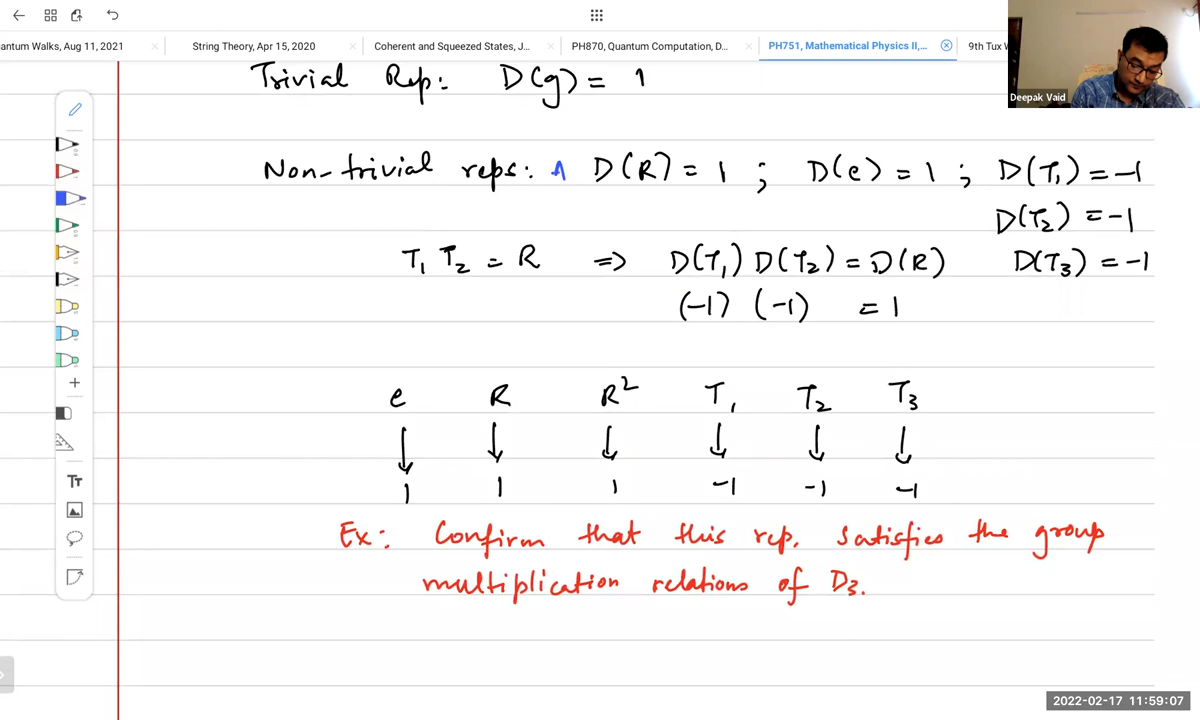 antum Walks, Aug 11, 2021 × String Theory, Apr 15, 2020 × Coherent and Squeezed States, J... × PH870, Quantum Computation, D... × PH751, Mathematical Physics II,... 9th Tux W
Deepak Vaid
Trivial Rep: D(g) = 1
Non-trivial reps: A D(R) = 1 ; D(e) = 1 ; D(T₁) = -1
D(T₂) = -1
T₁ T₂ = R ⇒ D(T₁) D(T₂) = D(R) D(T₃) = -1
(-1) (-1) = 1
e R R² T₁ T₂ T₃
↓ ↓ ↓ ↓ ↓ ↓
1 1 1 -1 -1 -1
Ex: Confirm that this rep. satisfies the group
multiplication relations of D₃.
TT
2022-02-17 11:59:07